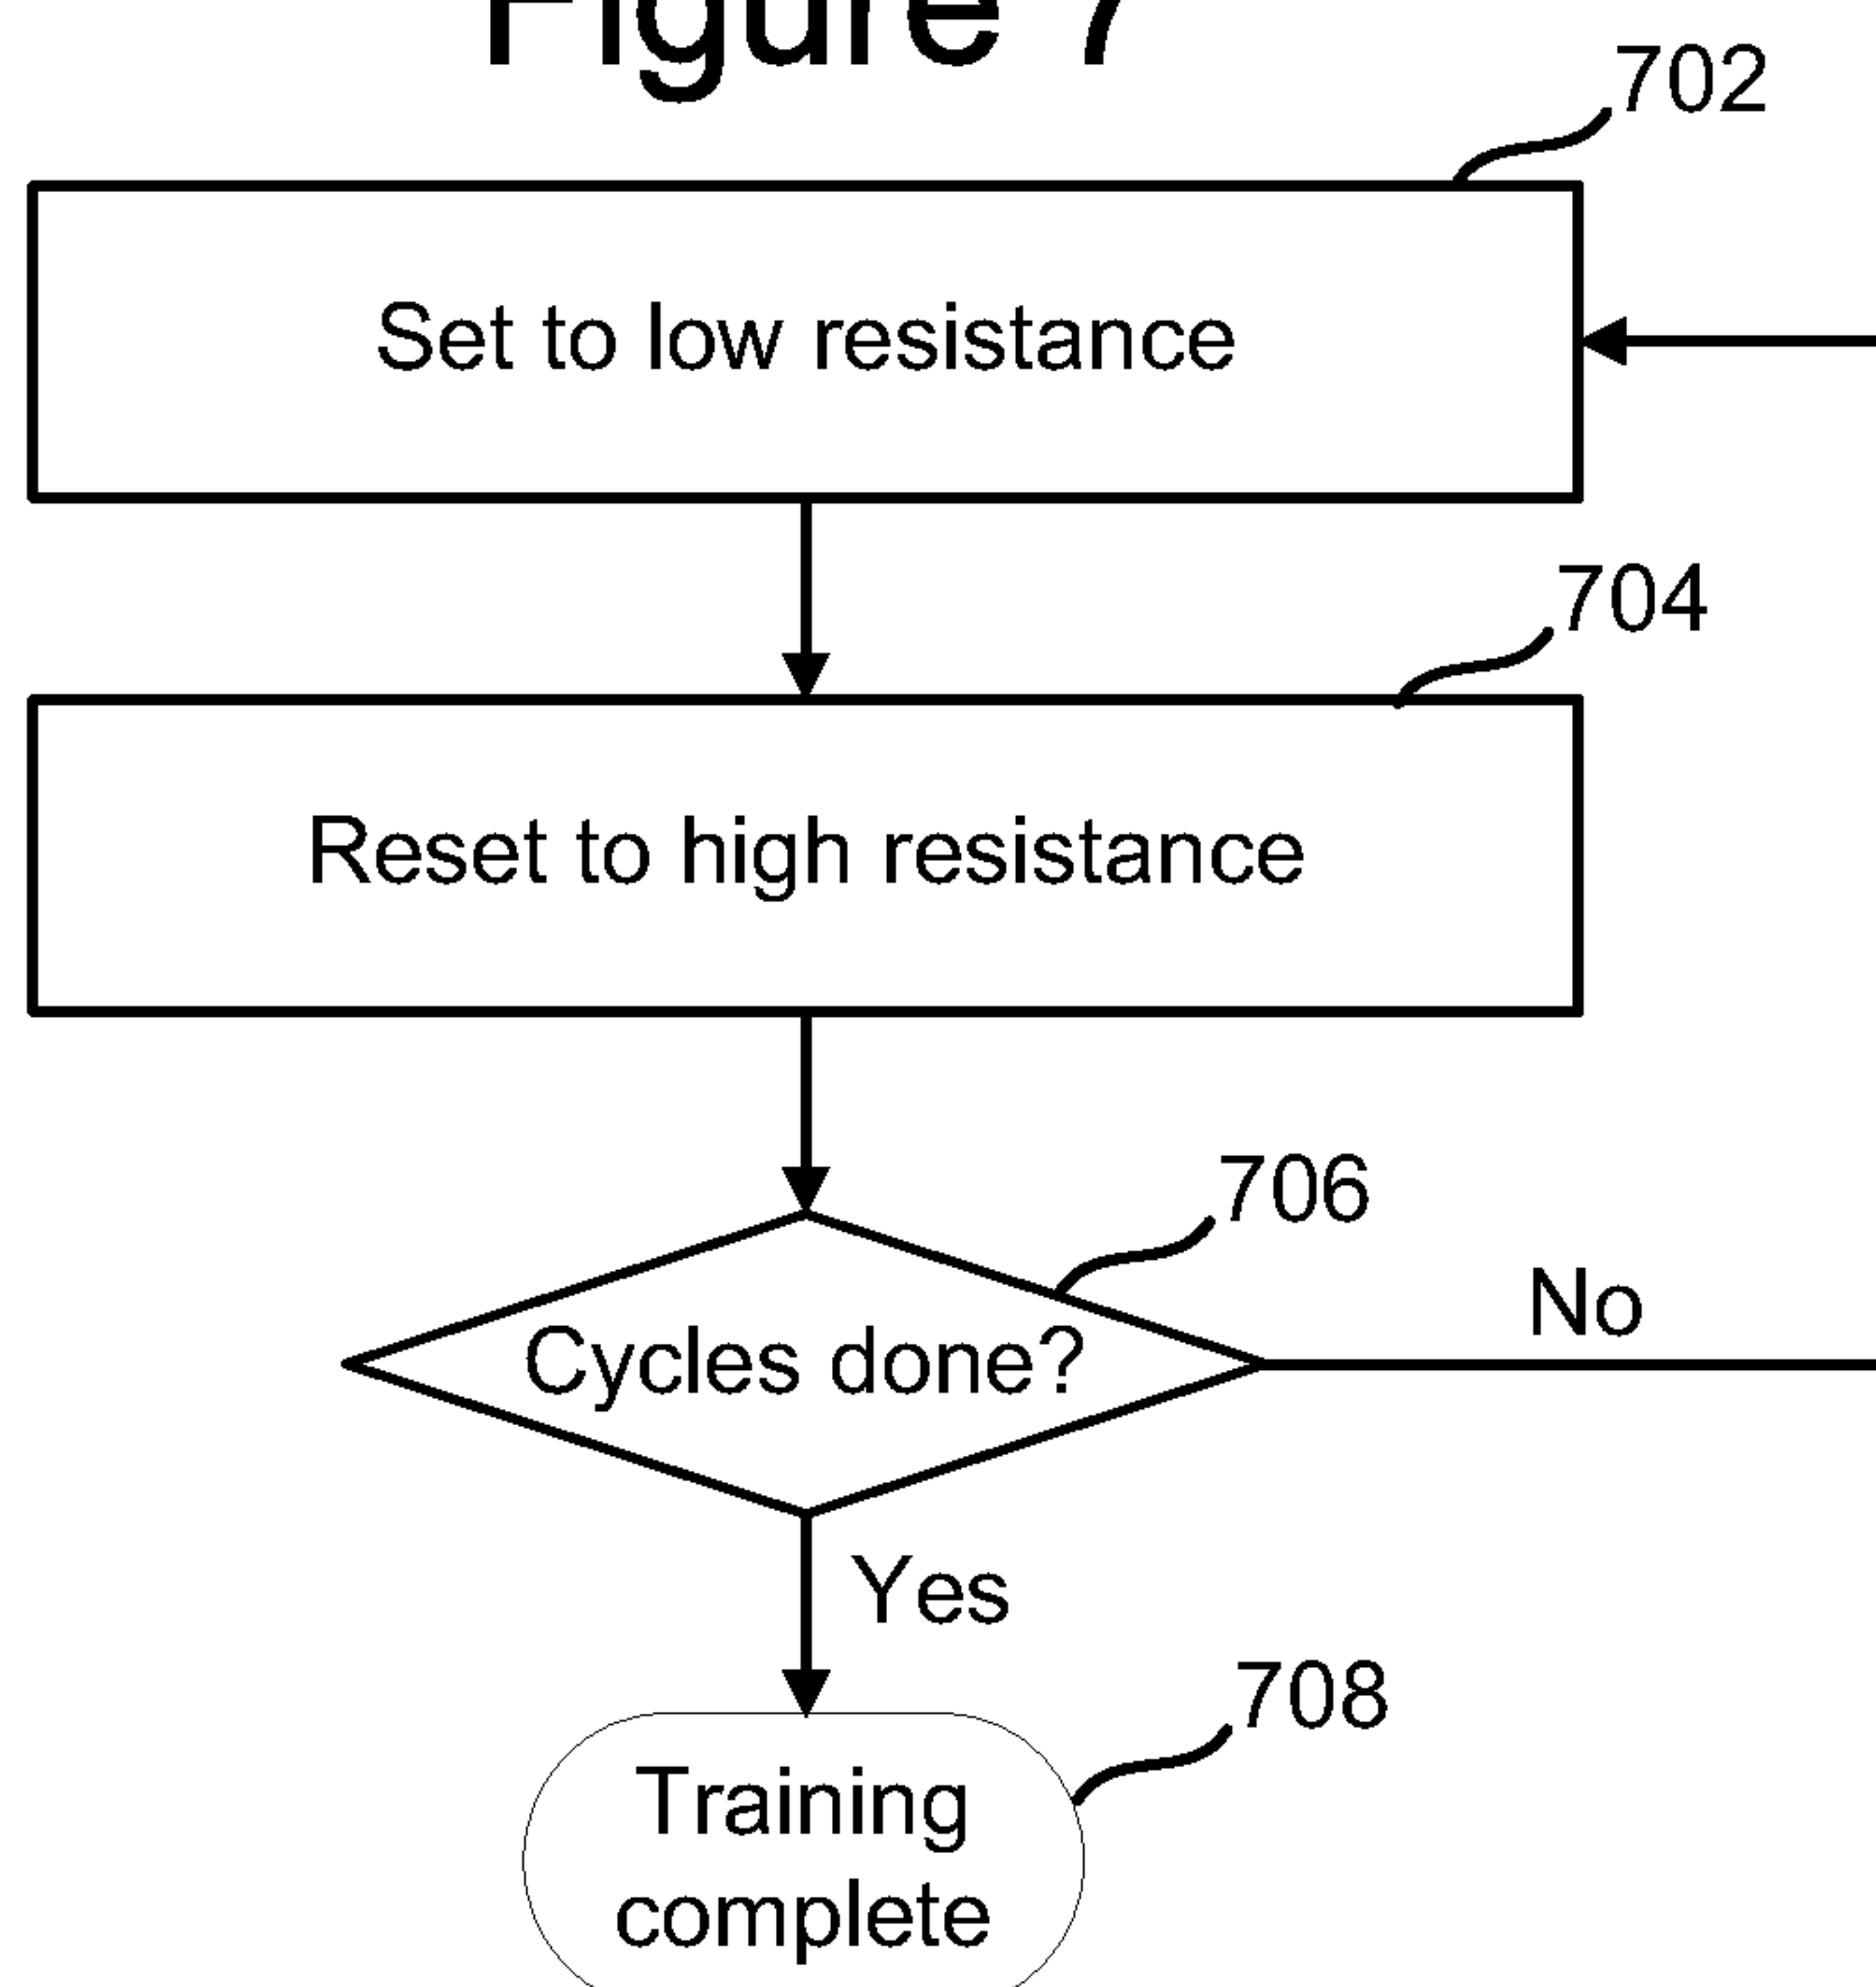 Figure 7
702
Set to low resistance
704
Reset to high resistance
706
Cycles done?
No
Yes
708
Training
complete